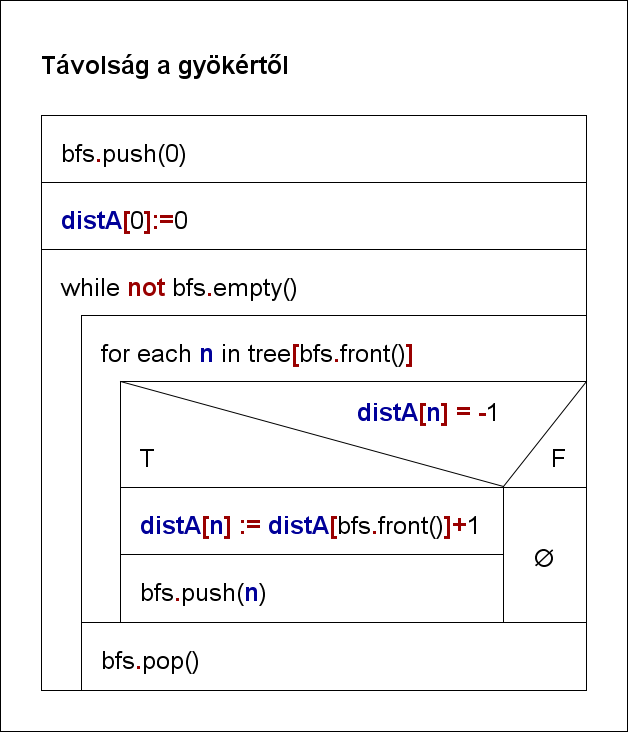 Távolság a gyökértől
bfs.push(0)
distA[0]:=0
while not bfs.empty()
for each n in tree[bfs.front()]
distA[n] = -1
T
F
distA[n] := distA[bfs.front()]+1
∅
bfs.push(n)
bfs.pop()